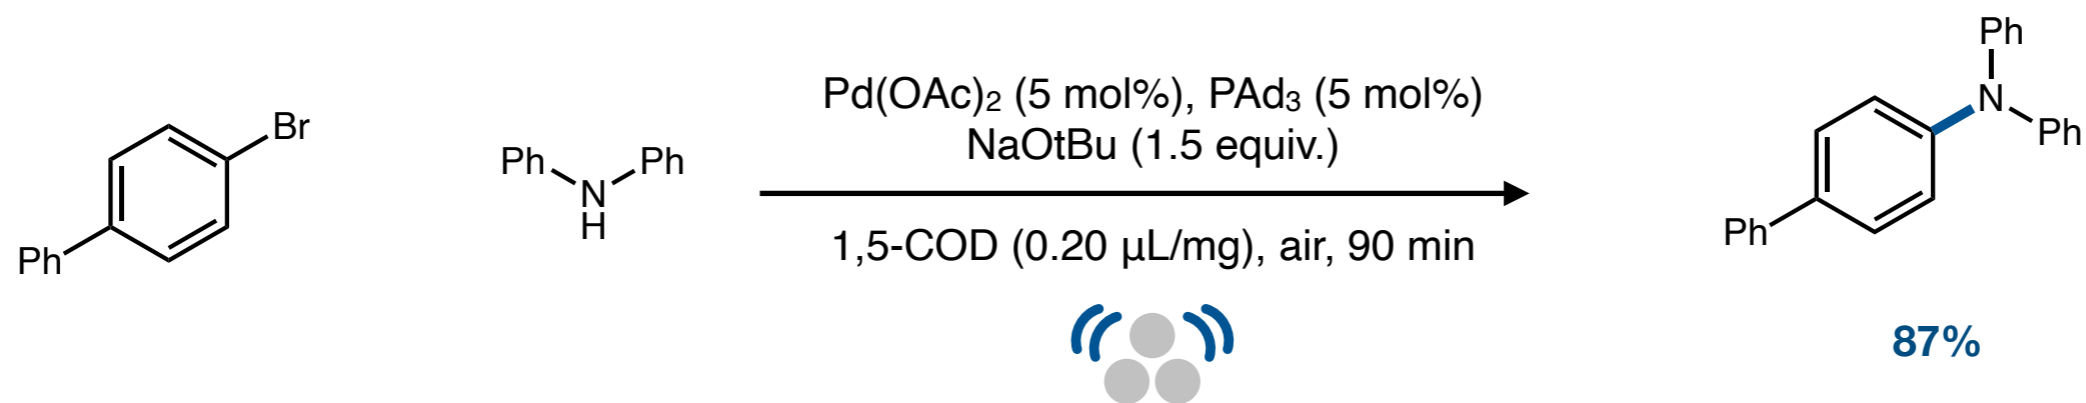 Br
Ph
Ph
Ph
N
H
Pd(OAc)₂ (5 mol%), PAd₃ (5 mol%)
NaOtBu (1.5 equiv.)
1,5-COD (0.20 µL/mg), air, 90 min
Ph
N
Ph
Ph
87%